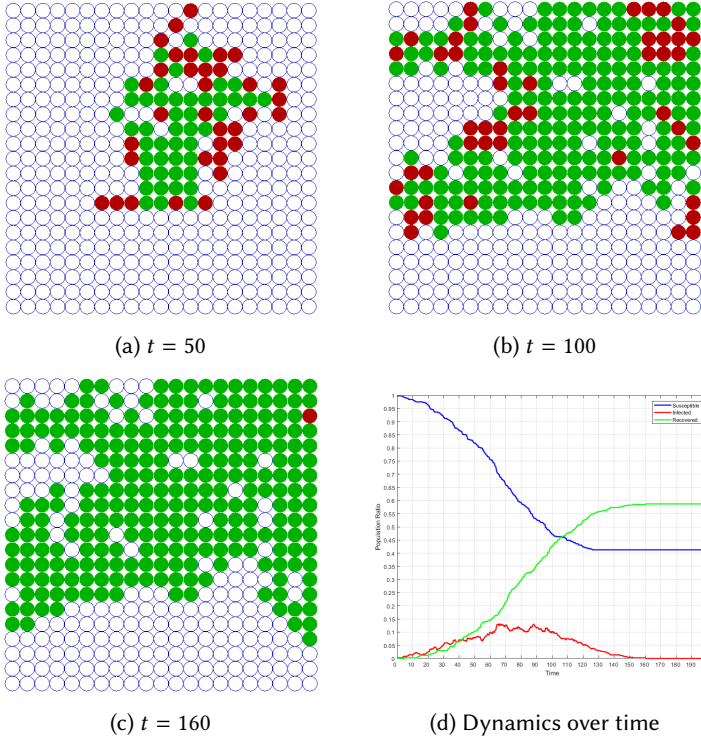 (a) t = 50
(b) t = 100
1
0.95
0.9
0.85
0.8
0.75
0.7
0.65
0.6
0.55
0.5
0.45
0.4
0.35
0.3
0.25
0.2
0.15
0.1
0.05
0
Population Ratio
Susceptible
Infected
Recovered
0 10 20 30 40 50 60 70 80 90 100 110 120 130 140 150 160 170 180 190
Time
(c) t = 160
(d) Dynamics over time